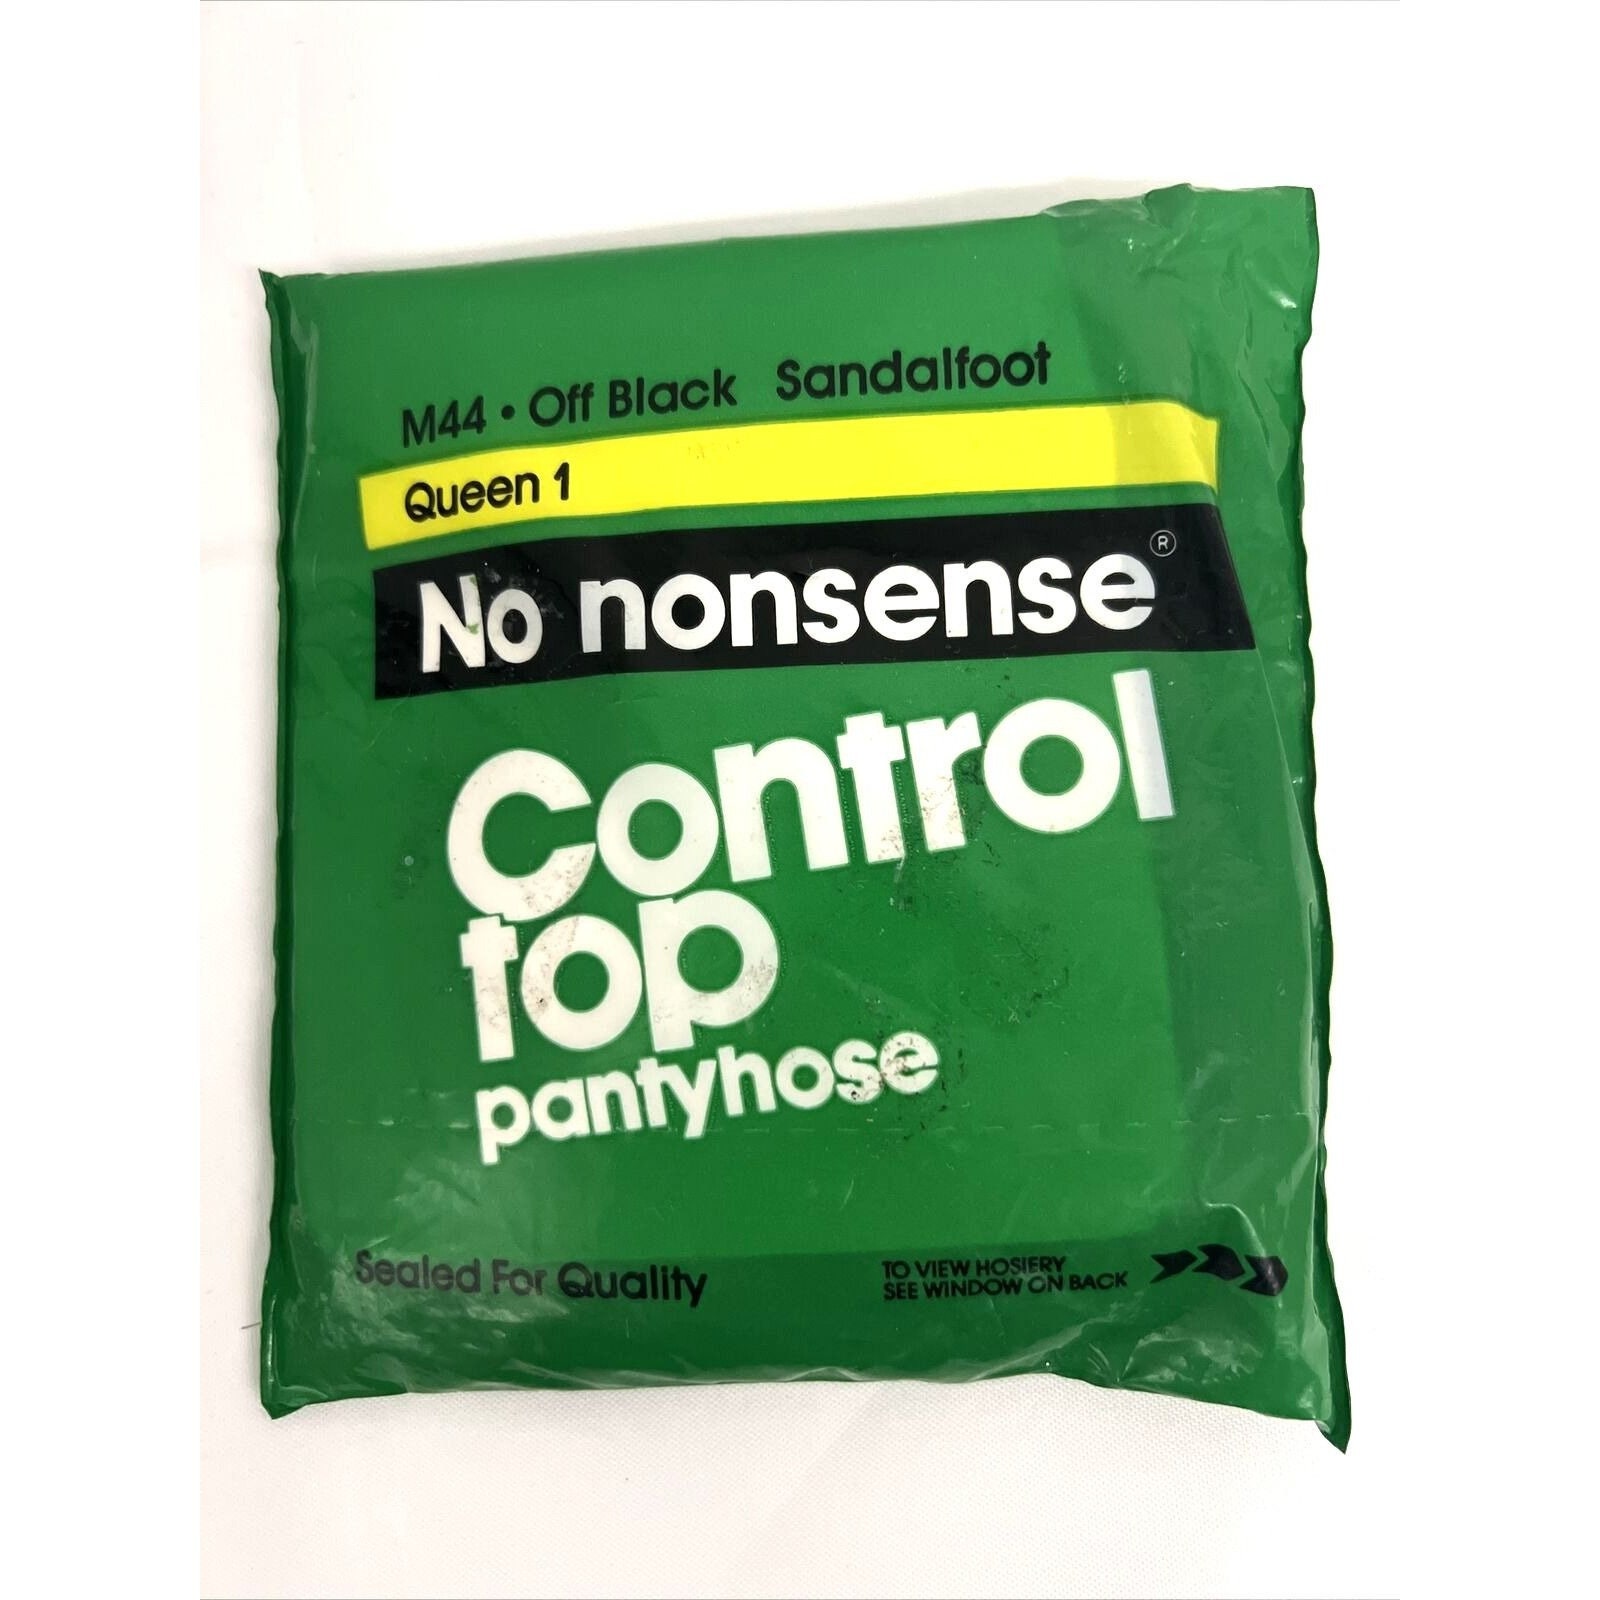 M44 • Off Black Sandalfoot
Queen 1
No nonsense®
Control
top
pantyhose
Sealed For Quality
TO VIEW HOSIERY
SEE WINDOW ON BACK